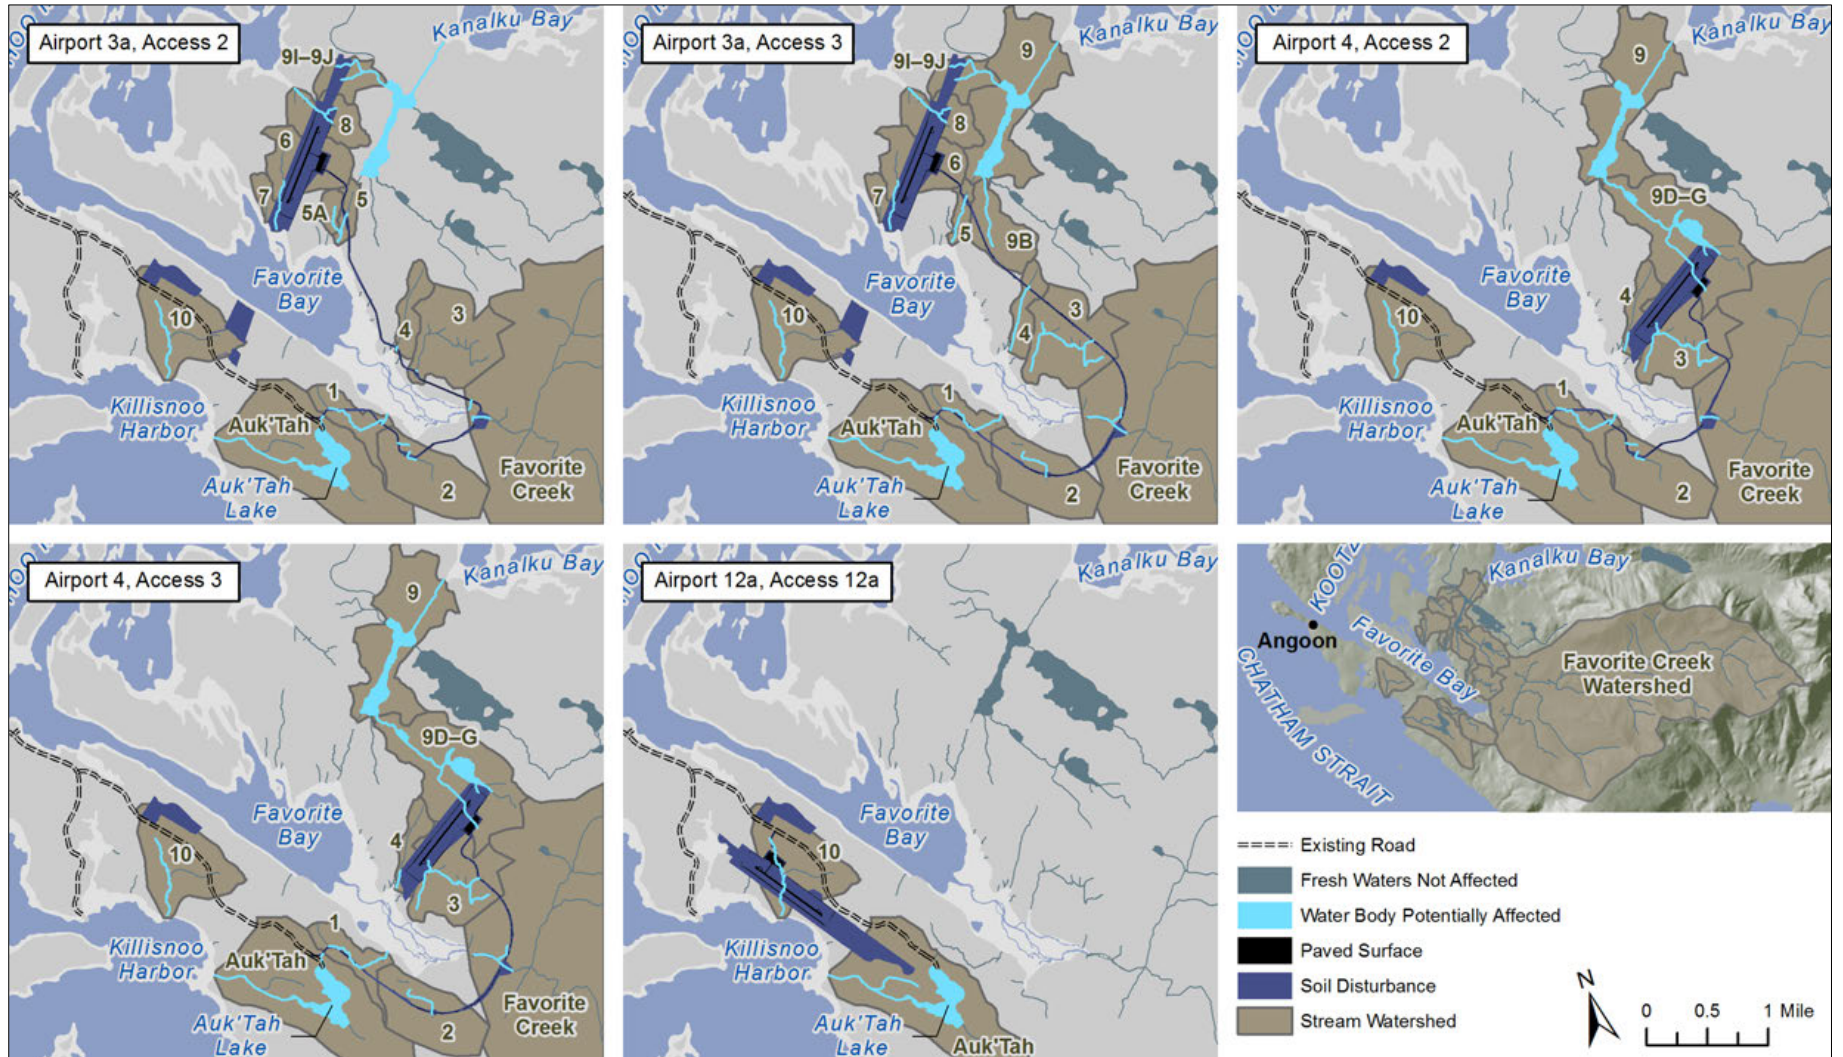 Airport 3a, Access 2
Kanalku Bay
9I–9J
8
6
7
5A
5
Favorite
Bay
10
4
3
1
Killisnoo
Harbor
Auk'Tah
Auk'Tah
Lake
2
Favorite
Creek
Airport 3a, Access 3
Kanalku Bay
9I–9J
9
8
6
7
5
9B
Favorite
Bay
10
3
4
1
Killisnoo
Harbor
Auk'Tah
Auk'Tah
Lake
2
Favorite
Creek
Airport 4, Access 2
Kanalku Bay
9
9D–G
Favorite
Bay
4
10
3
1
Killisnoo
Harbor
Auk'Tah
Auk'Tah
Lake
2
Favorite
Creek
Airport 4, Access 3
Kanalku Bay
9
9D–G
Favorite
Bay
4
10
3
1
Killisnoo
Harbor
Auk'Tah
Auk'Tah
Lake
2
Favorite
Creek
Airport 12a, Access 12a
Kanalku Bay
Favorite
Bay
10
Killisnoo
Harbor
Auk'Tah
Lake
Auk'Tah
KOOTZ
Kanalku Bay
Angoon
Favorite Bay
Favorite Creek
Watershed
CHATHAM STRAIT
Existing Road
Fresh Waters Not Affected
Water Body Potentially Affected
Paved Surface
Soil Disturbance
Stream Watershed
N
0 0.5 1 Mile